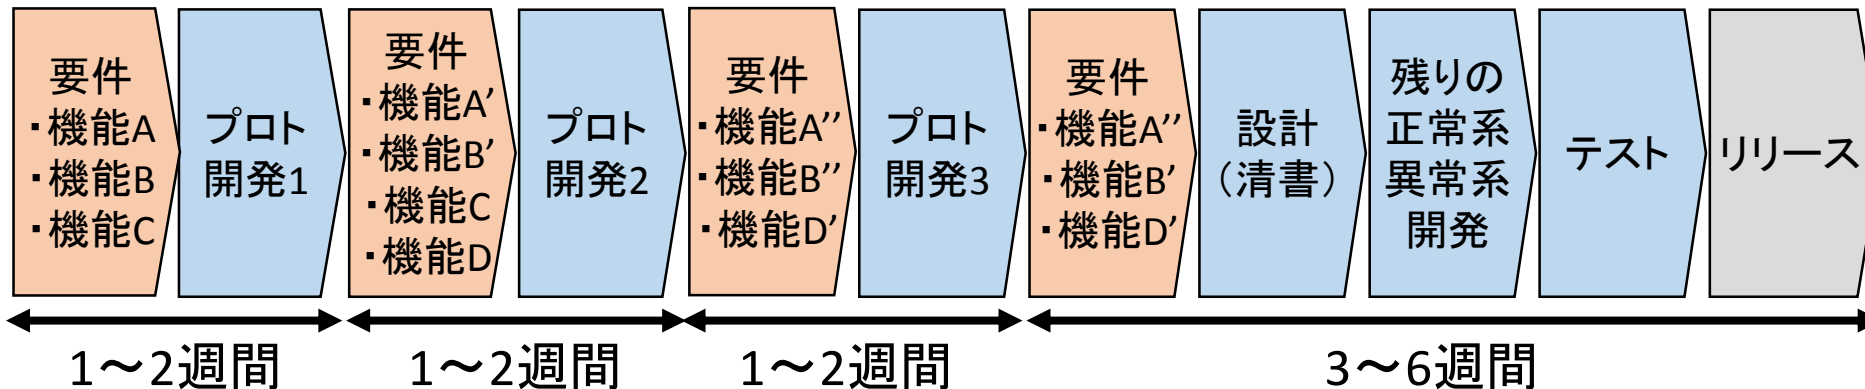 要件
・機能A
・機能B
・機能C
プロト
開発1
要件
・機能A’
・機能B’
・機能C
・機能D
プロト
開発2
要件
・機能A’’
・機能B’’
・機能D’
プロト
開発3
要件
・機能A’’
・機能B’
・機能D’
設計
（清書）
残りの
正常系
異常系
開発
テスト
リリース
1～2週間
1～2週間
1～2週間
3～6週間